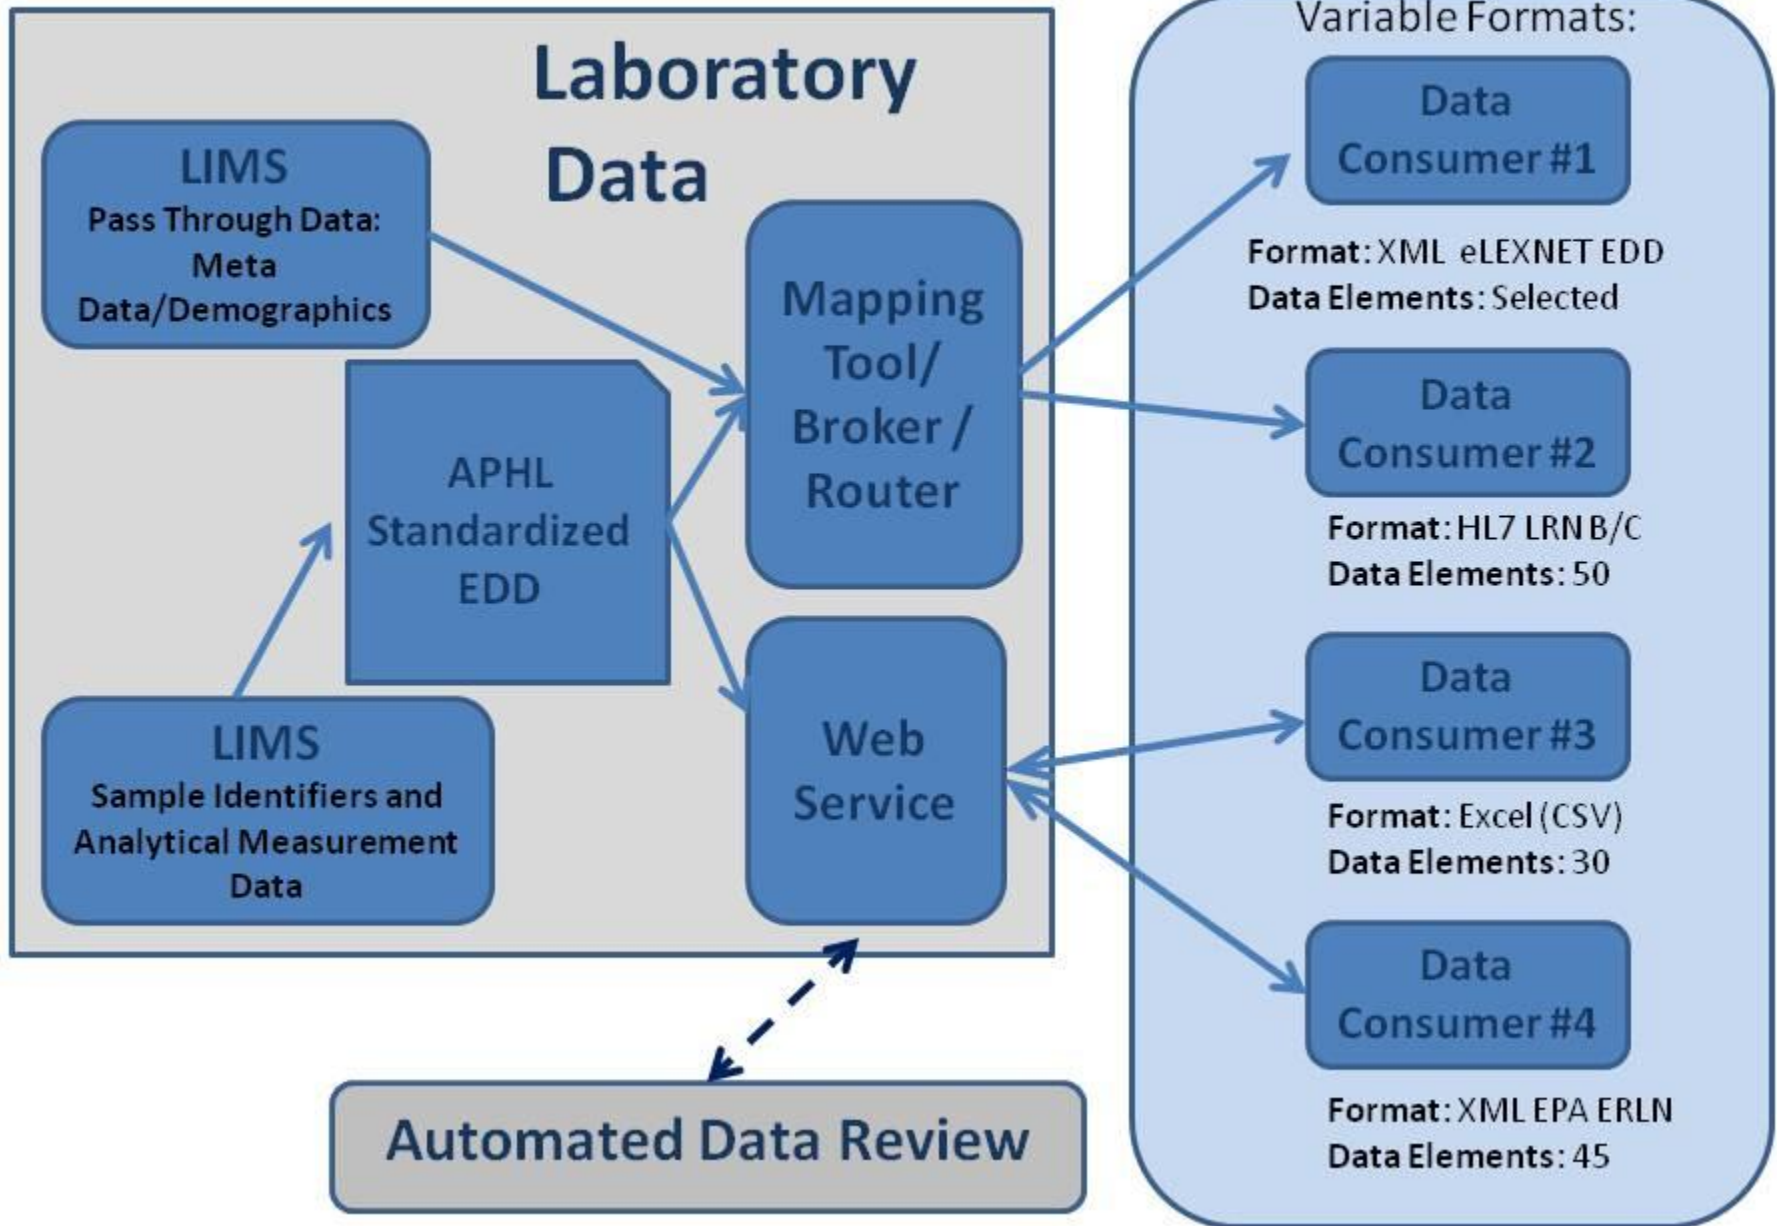 Laboratory
Data
LIMS
Pass Through Data:
Meta
Data/Demographics
APHL
Standardized
EDD
LIMS
Sample Identifiers and
Analytical Measurement
Data
Mapping
Tool/
Broker /
Router
Web
Service
Automated Data Review
Variable Formats:
Data
Consumer #1
Format: XML eLEXNET EDD
Data Elements: Selected
Data
Consumer #2
Format: HL7 LRN B/C
Data Elements: 50
Data
Consumer #3
Format: Excel (CSV)
Data Elements: 30
Data
Consumer #4
Format: XML EPA ERLN
Data Elements: 45